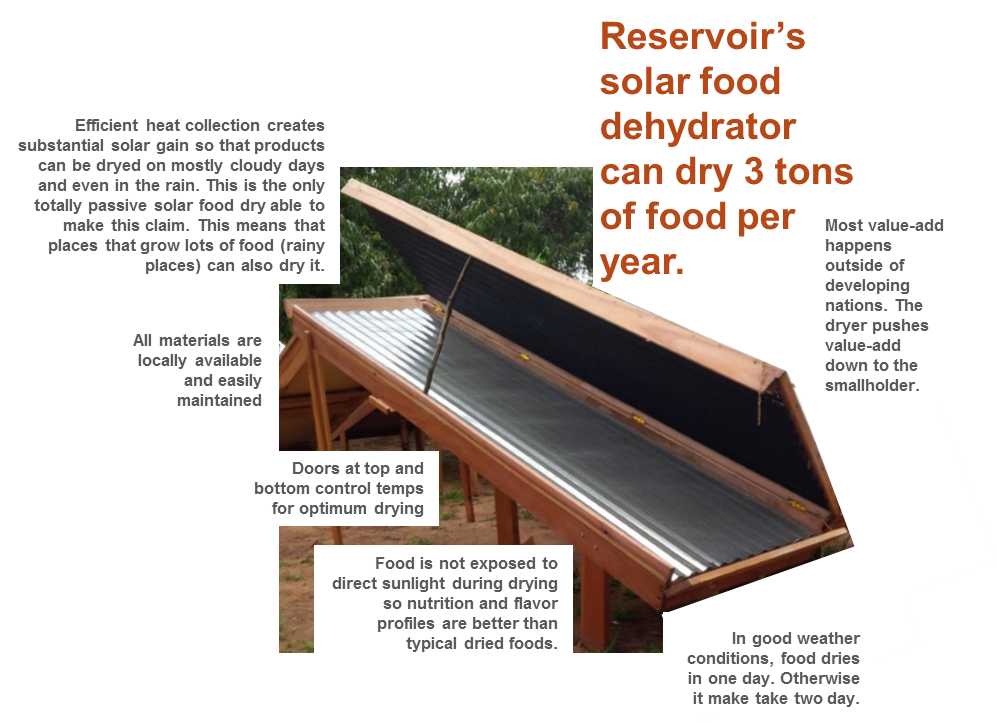 Reservoir’s
solar food
dehydrator
can dry 3 tons
of food per
year.
Efficient heat collection creates
substantial solar gain so that products
can be dryed on mostly cloudy days
and even in the rain. This is the only
totally passive solar food dry able to
make this claim. This means that
places that grow lots of food (rainy
places) can also dry it.
Most value-add
happens
outside of
developing
nations. The
dryer pushes
value-add
down to the
smallholder.
All materials are
locally available
and easily
maintained
Doors at top and
bottom control temps
for optimum drying
Food is not exposed to
direct sunlight during drying
so nutrition and flavor
profiles are better than
typical dried foods.
In good weather
conditions, food dries
in one day. Otherwise
it make take two day.